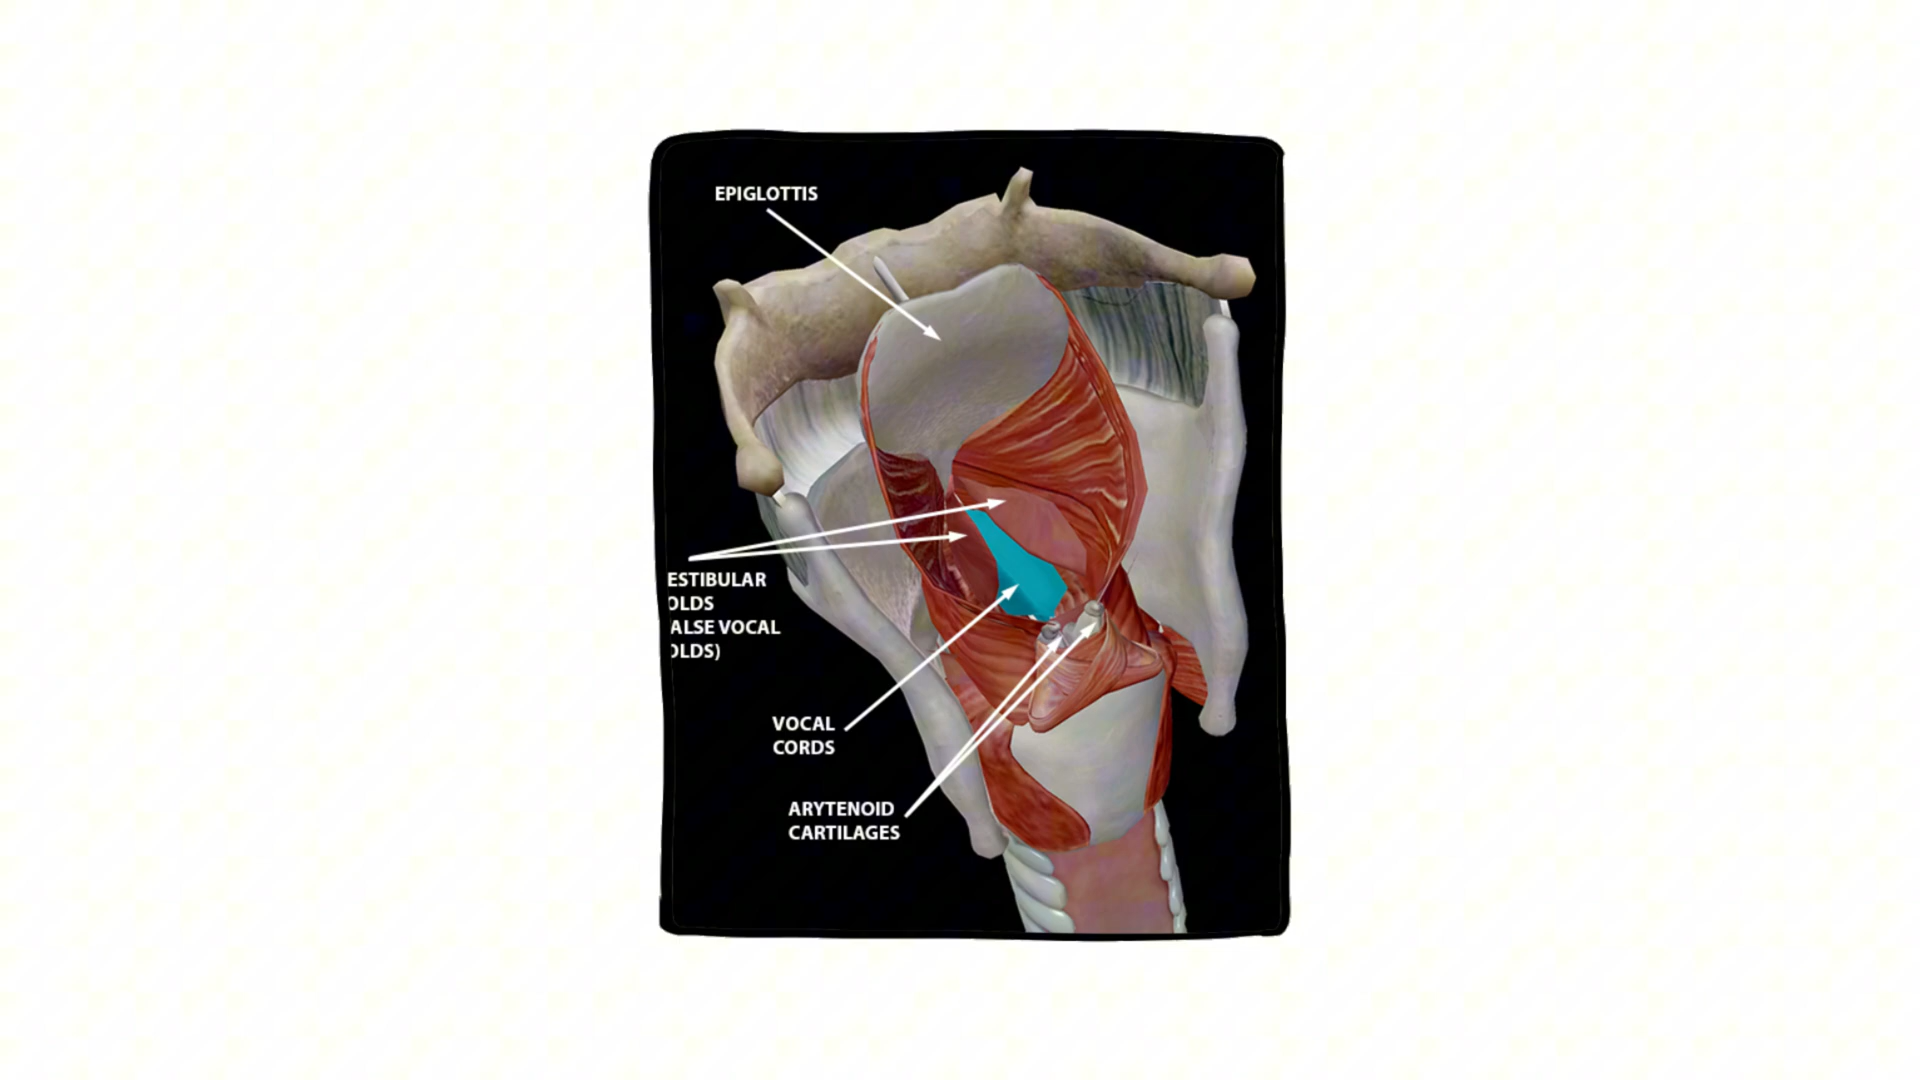 EPIGLOTTIS
ESTIBULAR
OLDS
ALSE VOCAL
OLDS)
VOCAL
CORDS
ARYTENOID
CARTILAGES